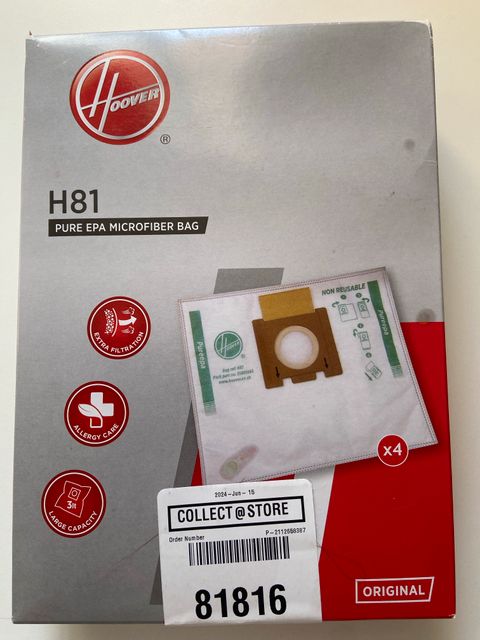 HOOVER
®
H81
PURE EPA MICROFIBER BAG
EXTRA FILTRATION
ALLERGY CARE
3lt
LARGE CAPACITY
NON REUSABLE
Pureepa
HOOVER
Pureepa
x4
2024-Jun-15
COLLECT@STORE
Order Number
81816
ORIGINAL